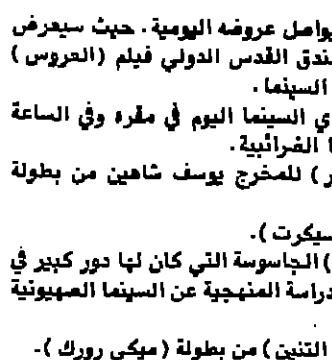 يواصل عروضه اليومية . حيث سيعرض
ندق القدس الدولي فيلم ( العروس )
السينما .
ي السينما اليوم في مقره وفي الساعة
ا الغرائبية .
ر ) للمخرج يوسف شاهين من بطولة
سيكرت ) .
) الجاسوسة التي كان لها دور كبير في
دراسة المنهجية عن السينما الصهيونية
التنين ) من بطولة ( ميكي رورك ) -